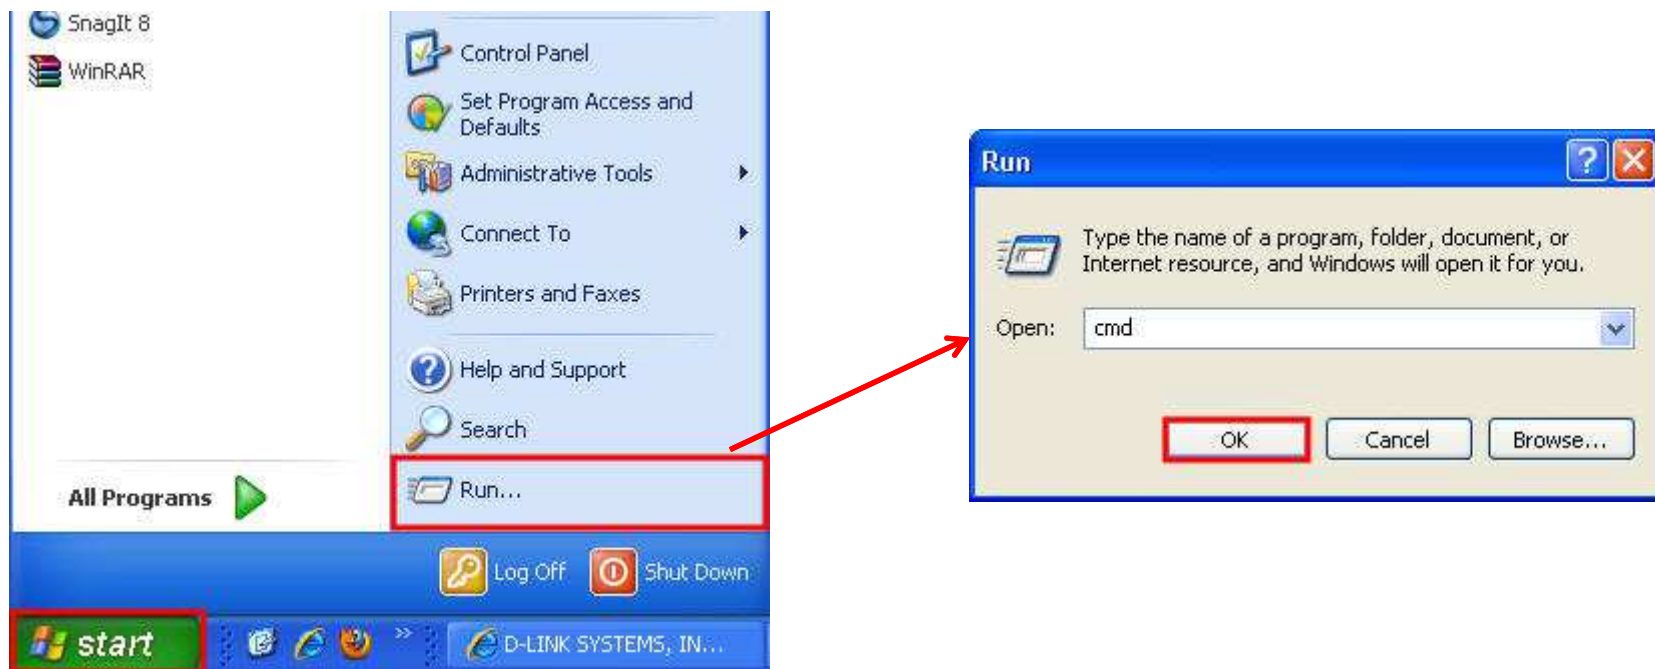 SnagIt 8
WinRAR
All Programs
Control Panel
Set Program Access and
Defaults
Administrative Tools
Connect To
Printers and Faxes
Help and Support
Search
Run...
Log Off
Shut Down
start
»
D-LINK SYSTEMS, IN...
Run
?
Type the name of a program, folder, document, or
Internet resource, and Windows will open it for you.
Open:
cmd
OK
Cancel
Browse...